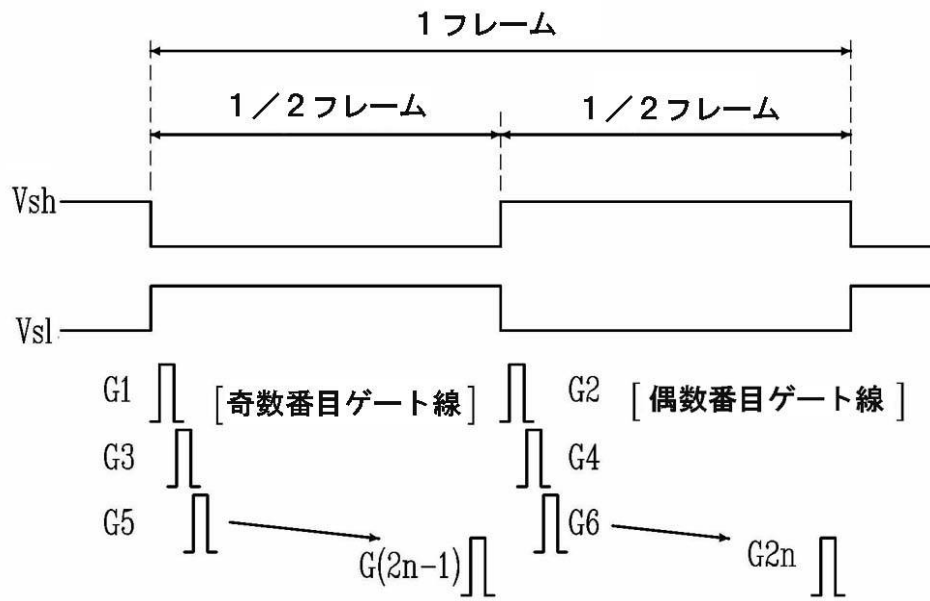 1フレーム
1/2フレーム 1/2フレーム
Vsh
Vsl
G1 [奇数番目ゲート線] G2 [偶数番目ゲート線]
G3 G4
G5 G6
G(2n-1) G2n